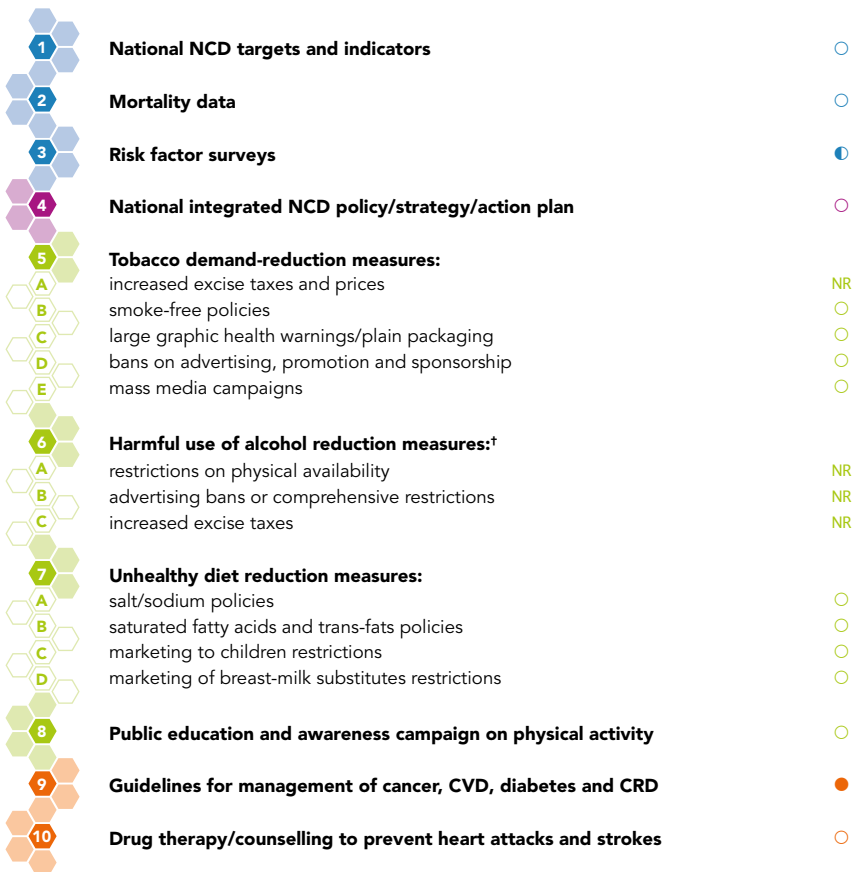 1 National NCD targets and indicators ○
2 Mortality data ○
3 Risk factor surveys ◐
4 National integrated NCD policy/strategy/action plan ○
5 Tobacco demand-reduction measures:
A increased excise taxes and prices NR
B smoke-free policies ○
C large graphic health warnings/plain packaging ○
D bans on advertising, promotion and sponsorship ○
E mass media campaigns ○
6 Harmful use of alcohol reduction measures:†
A restrictions on physical availability NR
B advertising bans or comprehensive restrictions NR
C increased excise taxes NR
7 Unhealthy diet reduction measures:
A salt/sodium policies ○
B saturated fatty acids and trans-fats policies ○
C marketing to children restrictions ○
D marketing of breast-milk substitutes restrictions ○
8 Public education and awareness campaign on physical activity ○
9 Guidelines for management of cancer, CVD, diabetes and CRD ●
10 Drug therapy/counselling to prevent heart attacks and strokes ○